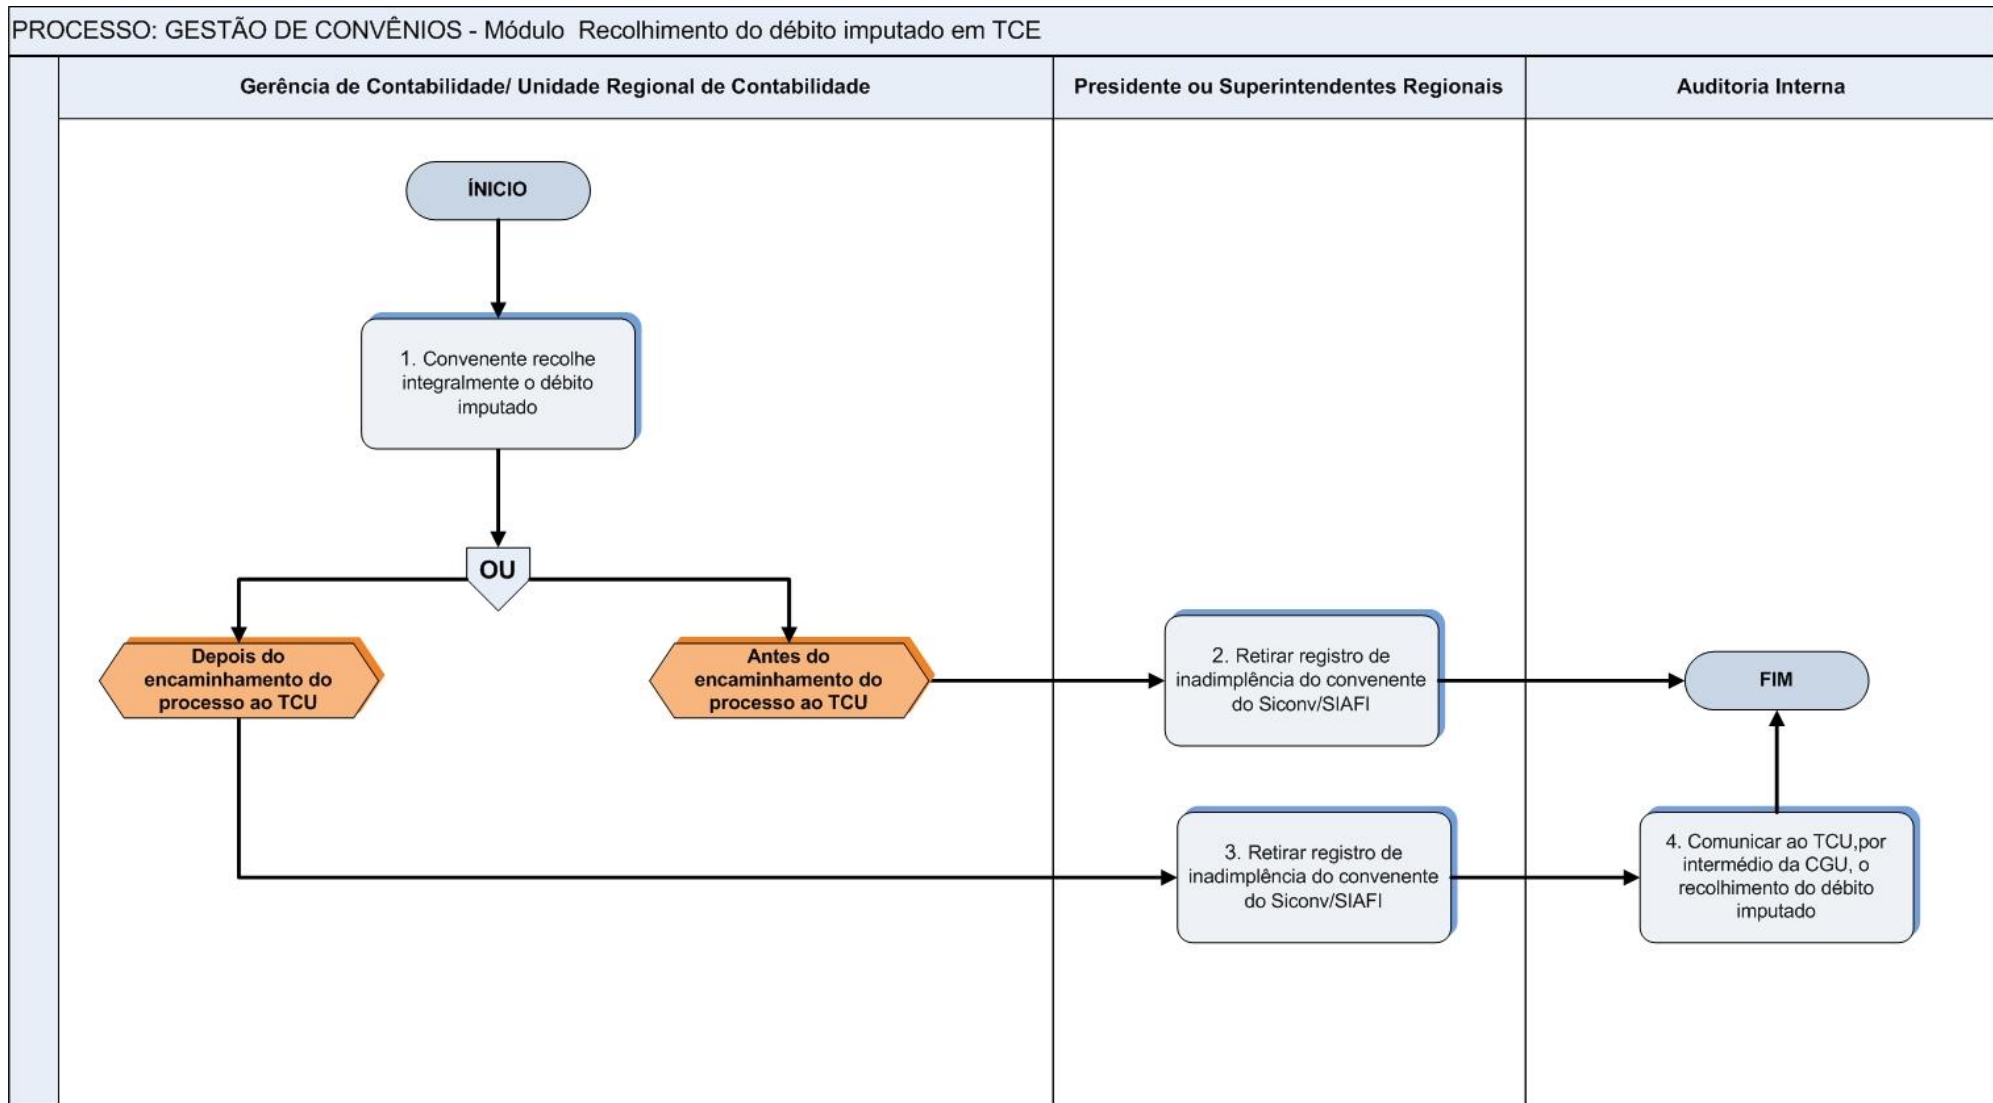 PROCESSO: GESTÃO DE CONVÊNIOS - Módulo  Recolhimento do débito imputado em TCE
Gerência de Contabilidade/ Unidade Regional de Contabilidade
Presidente ou Superintendentes Regionais
Auditoria Interna
ÍNICIO
1. Convenente recolhe
integralmente o débito
imputado
OU
Depois do
encaminhamento do
processo ao TCU
Antes do
encaminhamento do
processo ao TCU
2. Retirar registro de
inadimplência do convenente
do Siconv/SIAFI
FIM
3. Retirar registro de
inadimplência do convenente
do Siconv/SIAFI
4. Comunicar ao TCU,por
intermédio da CGU, o
recolhimento do débito
imputado